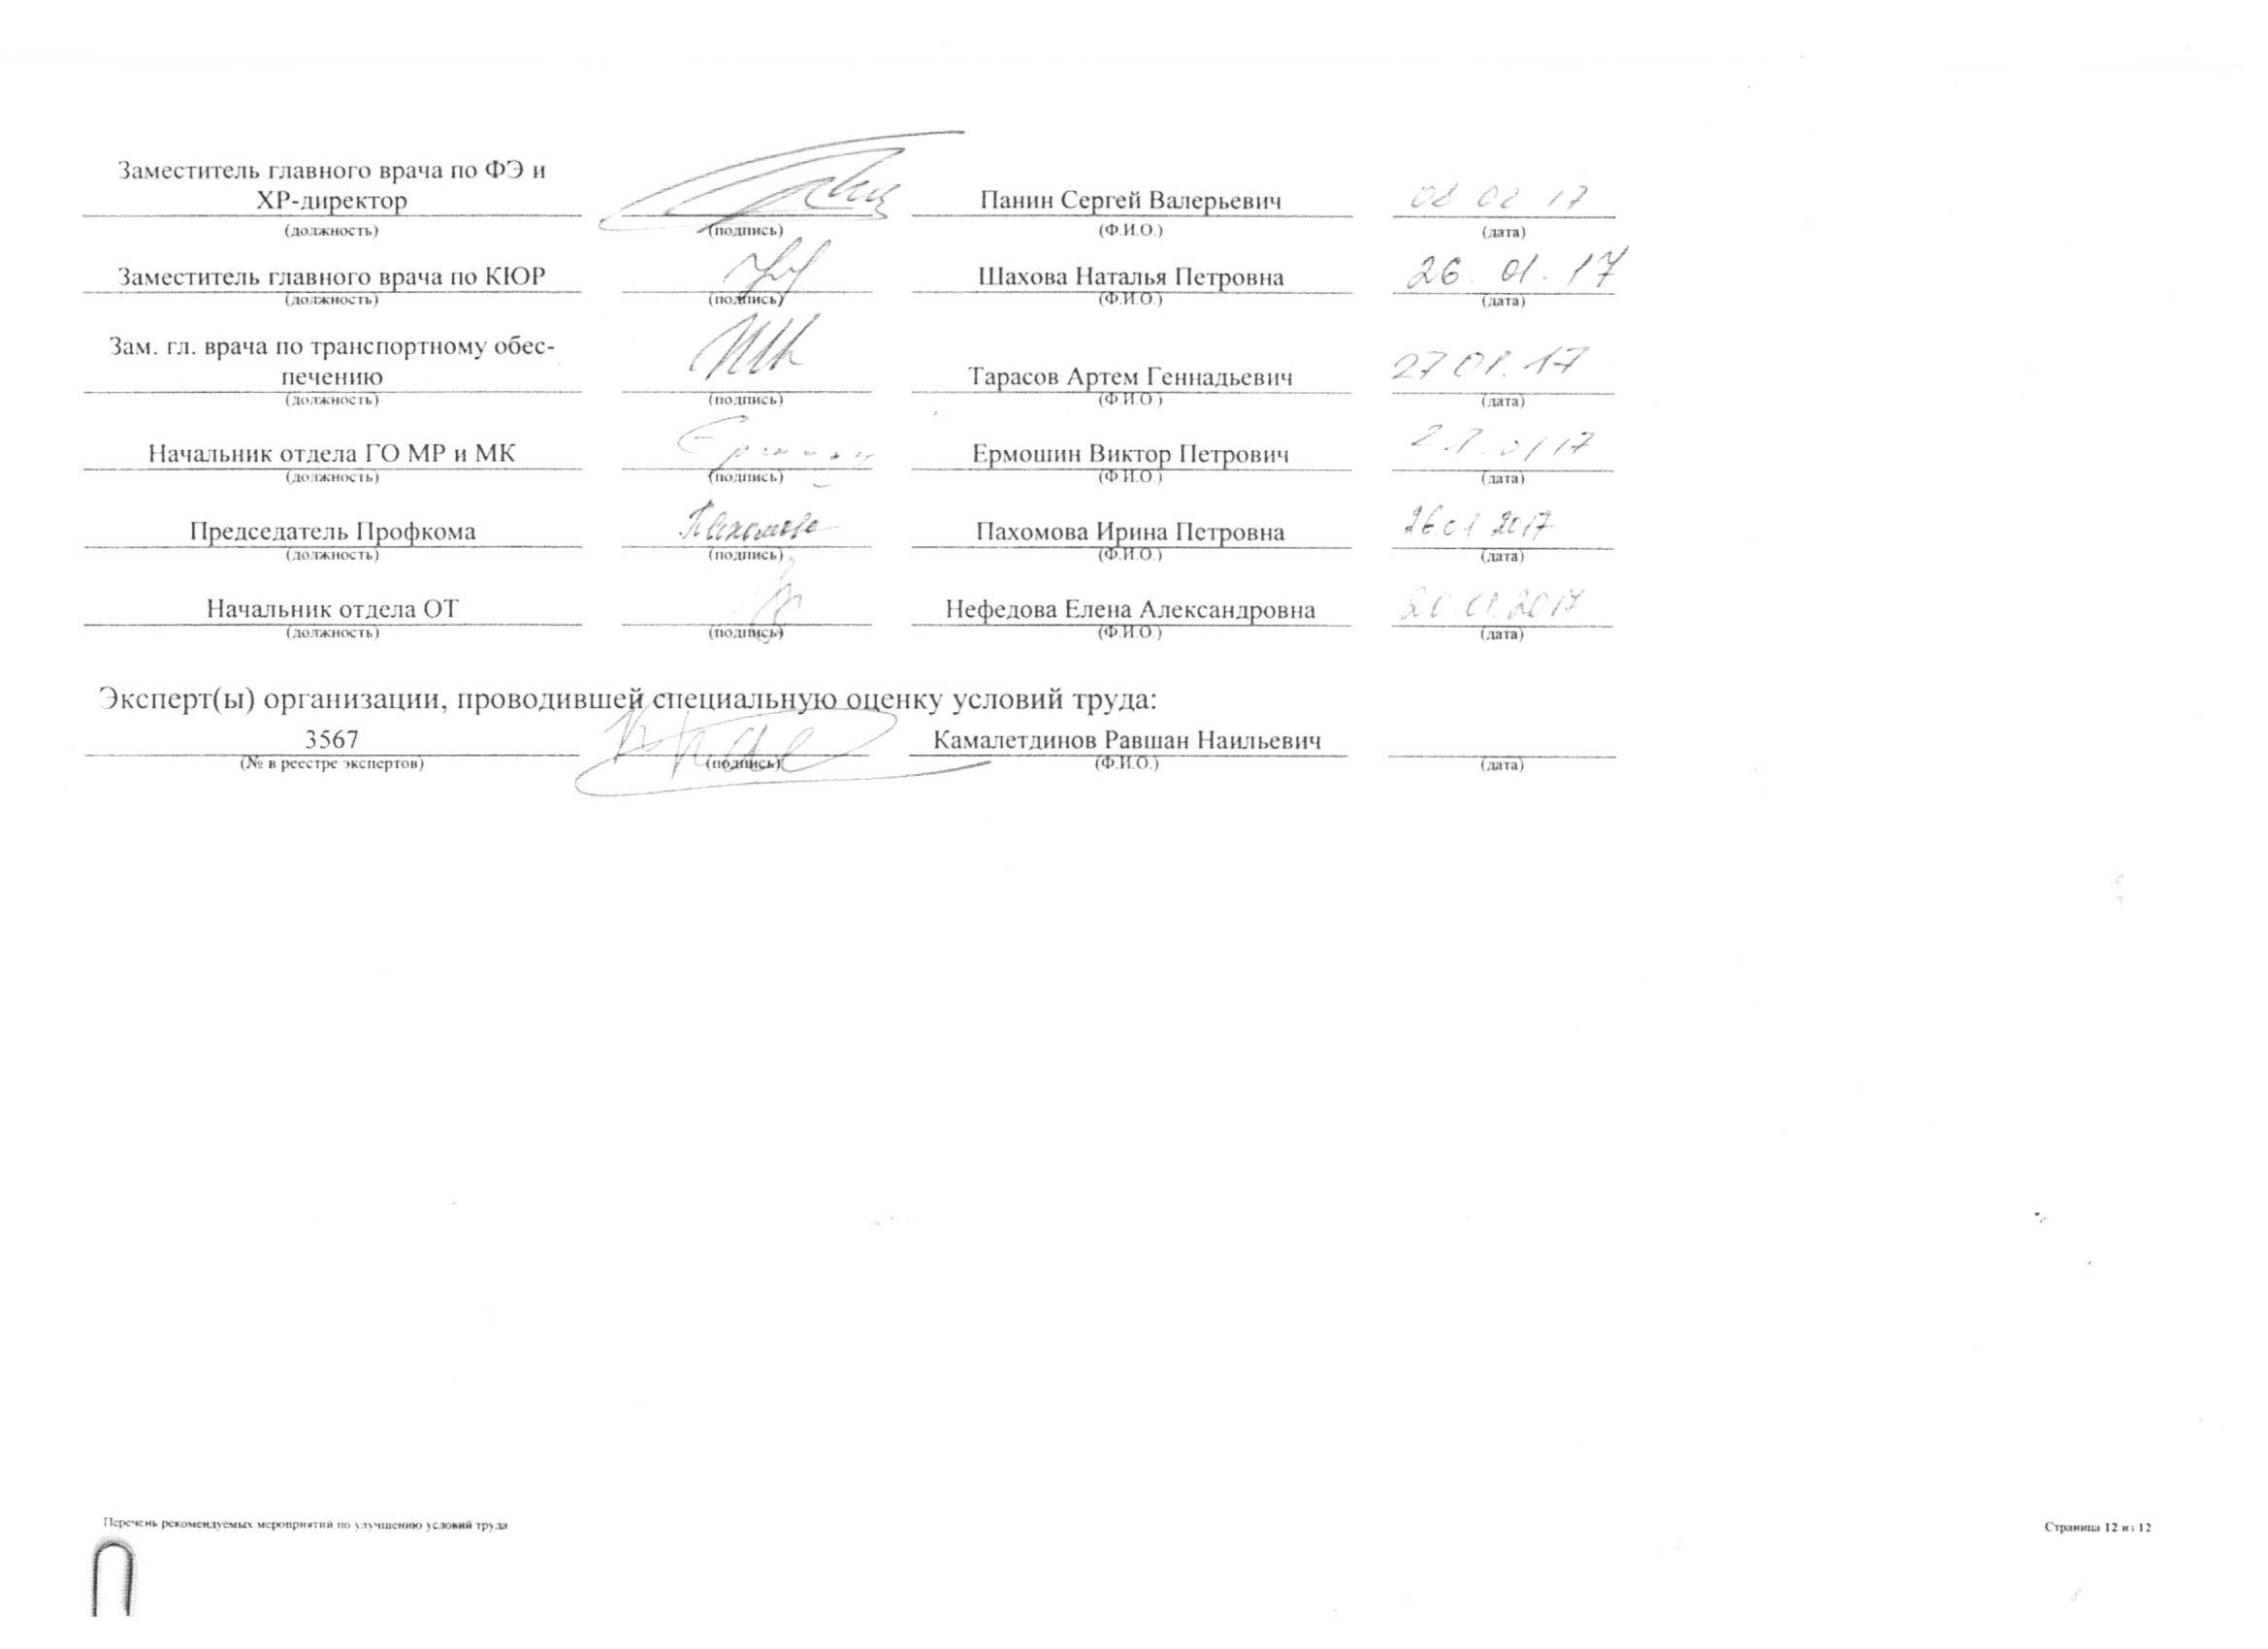 Заместитель главного врача по ФЭ и
ХР-директор Панин Сергей Валерьевич 08 02 17
(должность) (подпись) (Ф.И.О.) (дата)
Заместитель главного врача по КЮР Шахова Наталья Петровна 26.01.17
(должность) (подпись) (Ф.И.О.) (дата)
Зам. гл. врача по транспортному обес-
печению Тарасов Артем Геннадьевич 27 01.17
(должность) (подпись) (Ф.И.О.) (дата)
Начальник отдела ГО МР и МК Ермошин Виктор Петрович
(должность) (подпись) (Ф.И.О.) (дата)
Председатель Профкома Пахомова Ирина Петровна 26.01 2017
(должность) (подпись) (Ф.И.О.) (дата)
Начальник отдела ОТ Нефедова Елена Александровна
(должность) (подпись) (Ф.И.О.) (дата)
Эксперт(ы) организации, проводившей специальную оценку условий труда:
3567 Камалетдинов Равшан Наильевич
(№ в реестре экспертов) (подпись) (Ф.И.О.) (дата)
Перечень рекомендуемых мероприятий по улучшению условий труда Страница 12 из 12